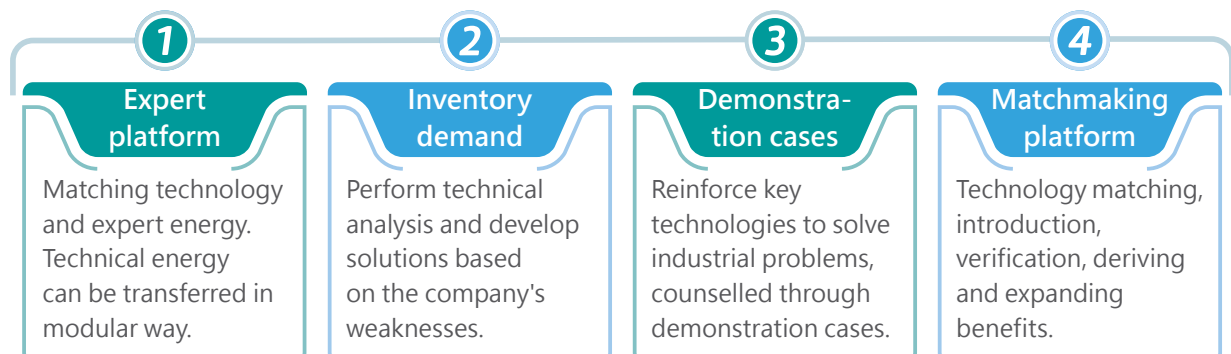 1
Expert
platform
Matching technology
and expert energy.
Technical energy
can be transferred in
modular way.
2
Inventory
demand
Perform technical
analysis and develop
solutions based
on the company's
weaknesses.
3
Demonstra-
tion cases
Reinforce key
technologies to solve
industrial problems,
counselled through
demonstration cases.
4
Matchmaking
platform
Technology matching,
introduction,
verification, deriving
and expanding
benefits.